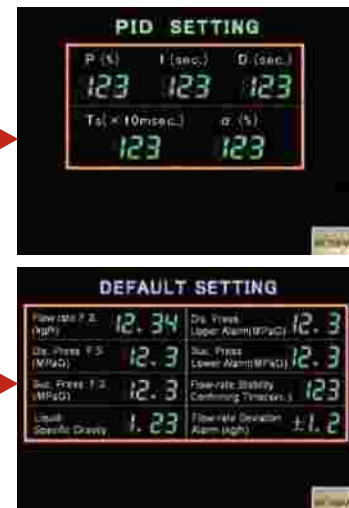 PID SETTING
P (%) I (sec.) D (sec.)
123 123 123
Ts(×10msec.) α (%)
123 123
RETURN
DEFAULT SETTING
Flow-rate F.S. (kg/h) 12.34 Dis. Press Upper Alarm(MPaG) 12.3
Dis. Press F.S. (MPaG) 12.3 Suc. Press Lower Alarm(MPaG) 12.3
Suc. Press F.S. (MPaG) 12.3 Flow-rate Stability Confirming Time(sec.) 123
Liquid Specific Gravity 1.23 Flow-rate Deviation Alarm (kg/h) ±1.2
RETURN